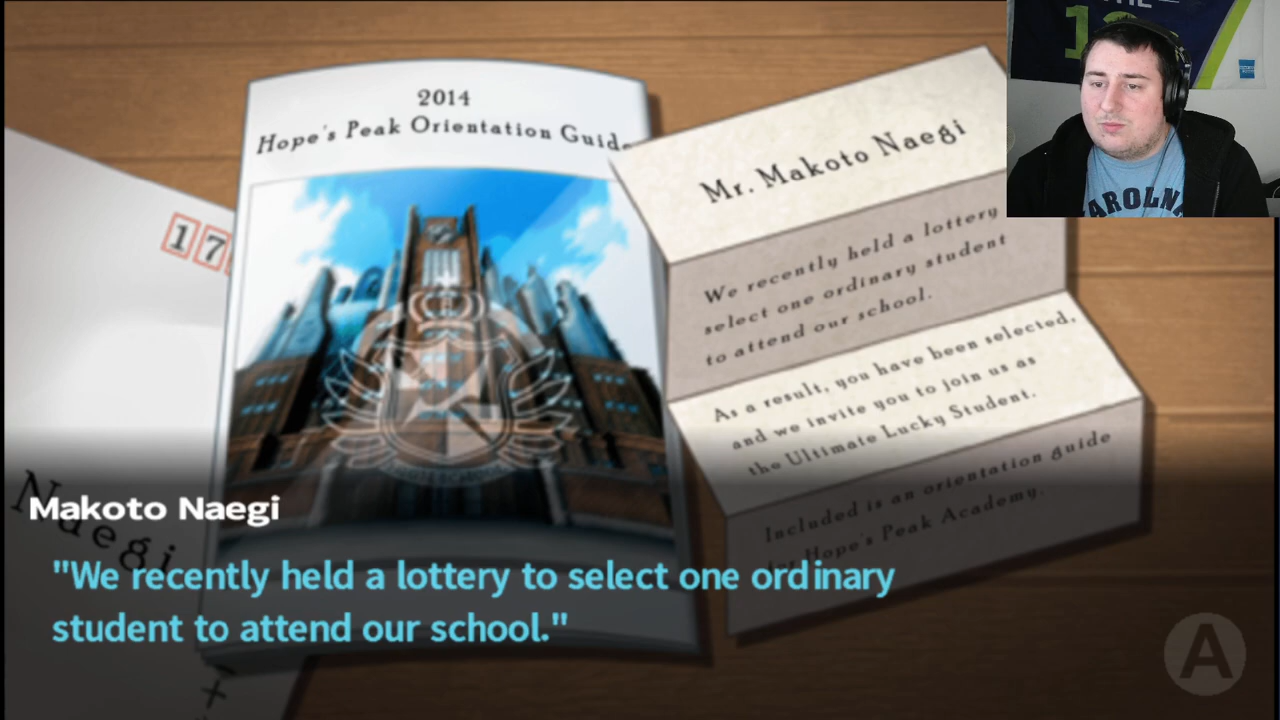 2014
Hope's Peak Orientation Guide
17
Mr. Makoto Naegi
We recently held a lottery
select one ordinary student
to attend our school.
As a result, you have been selected,
and we invite you to join us as
the Ultimate Lucky Student.
Included is an orientation guide
Hope's Peak Academy.
Naegi
Makoto Naegi
"We recently held a lottery to select one ordinary
student to attend our school."
A
AROLN